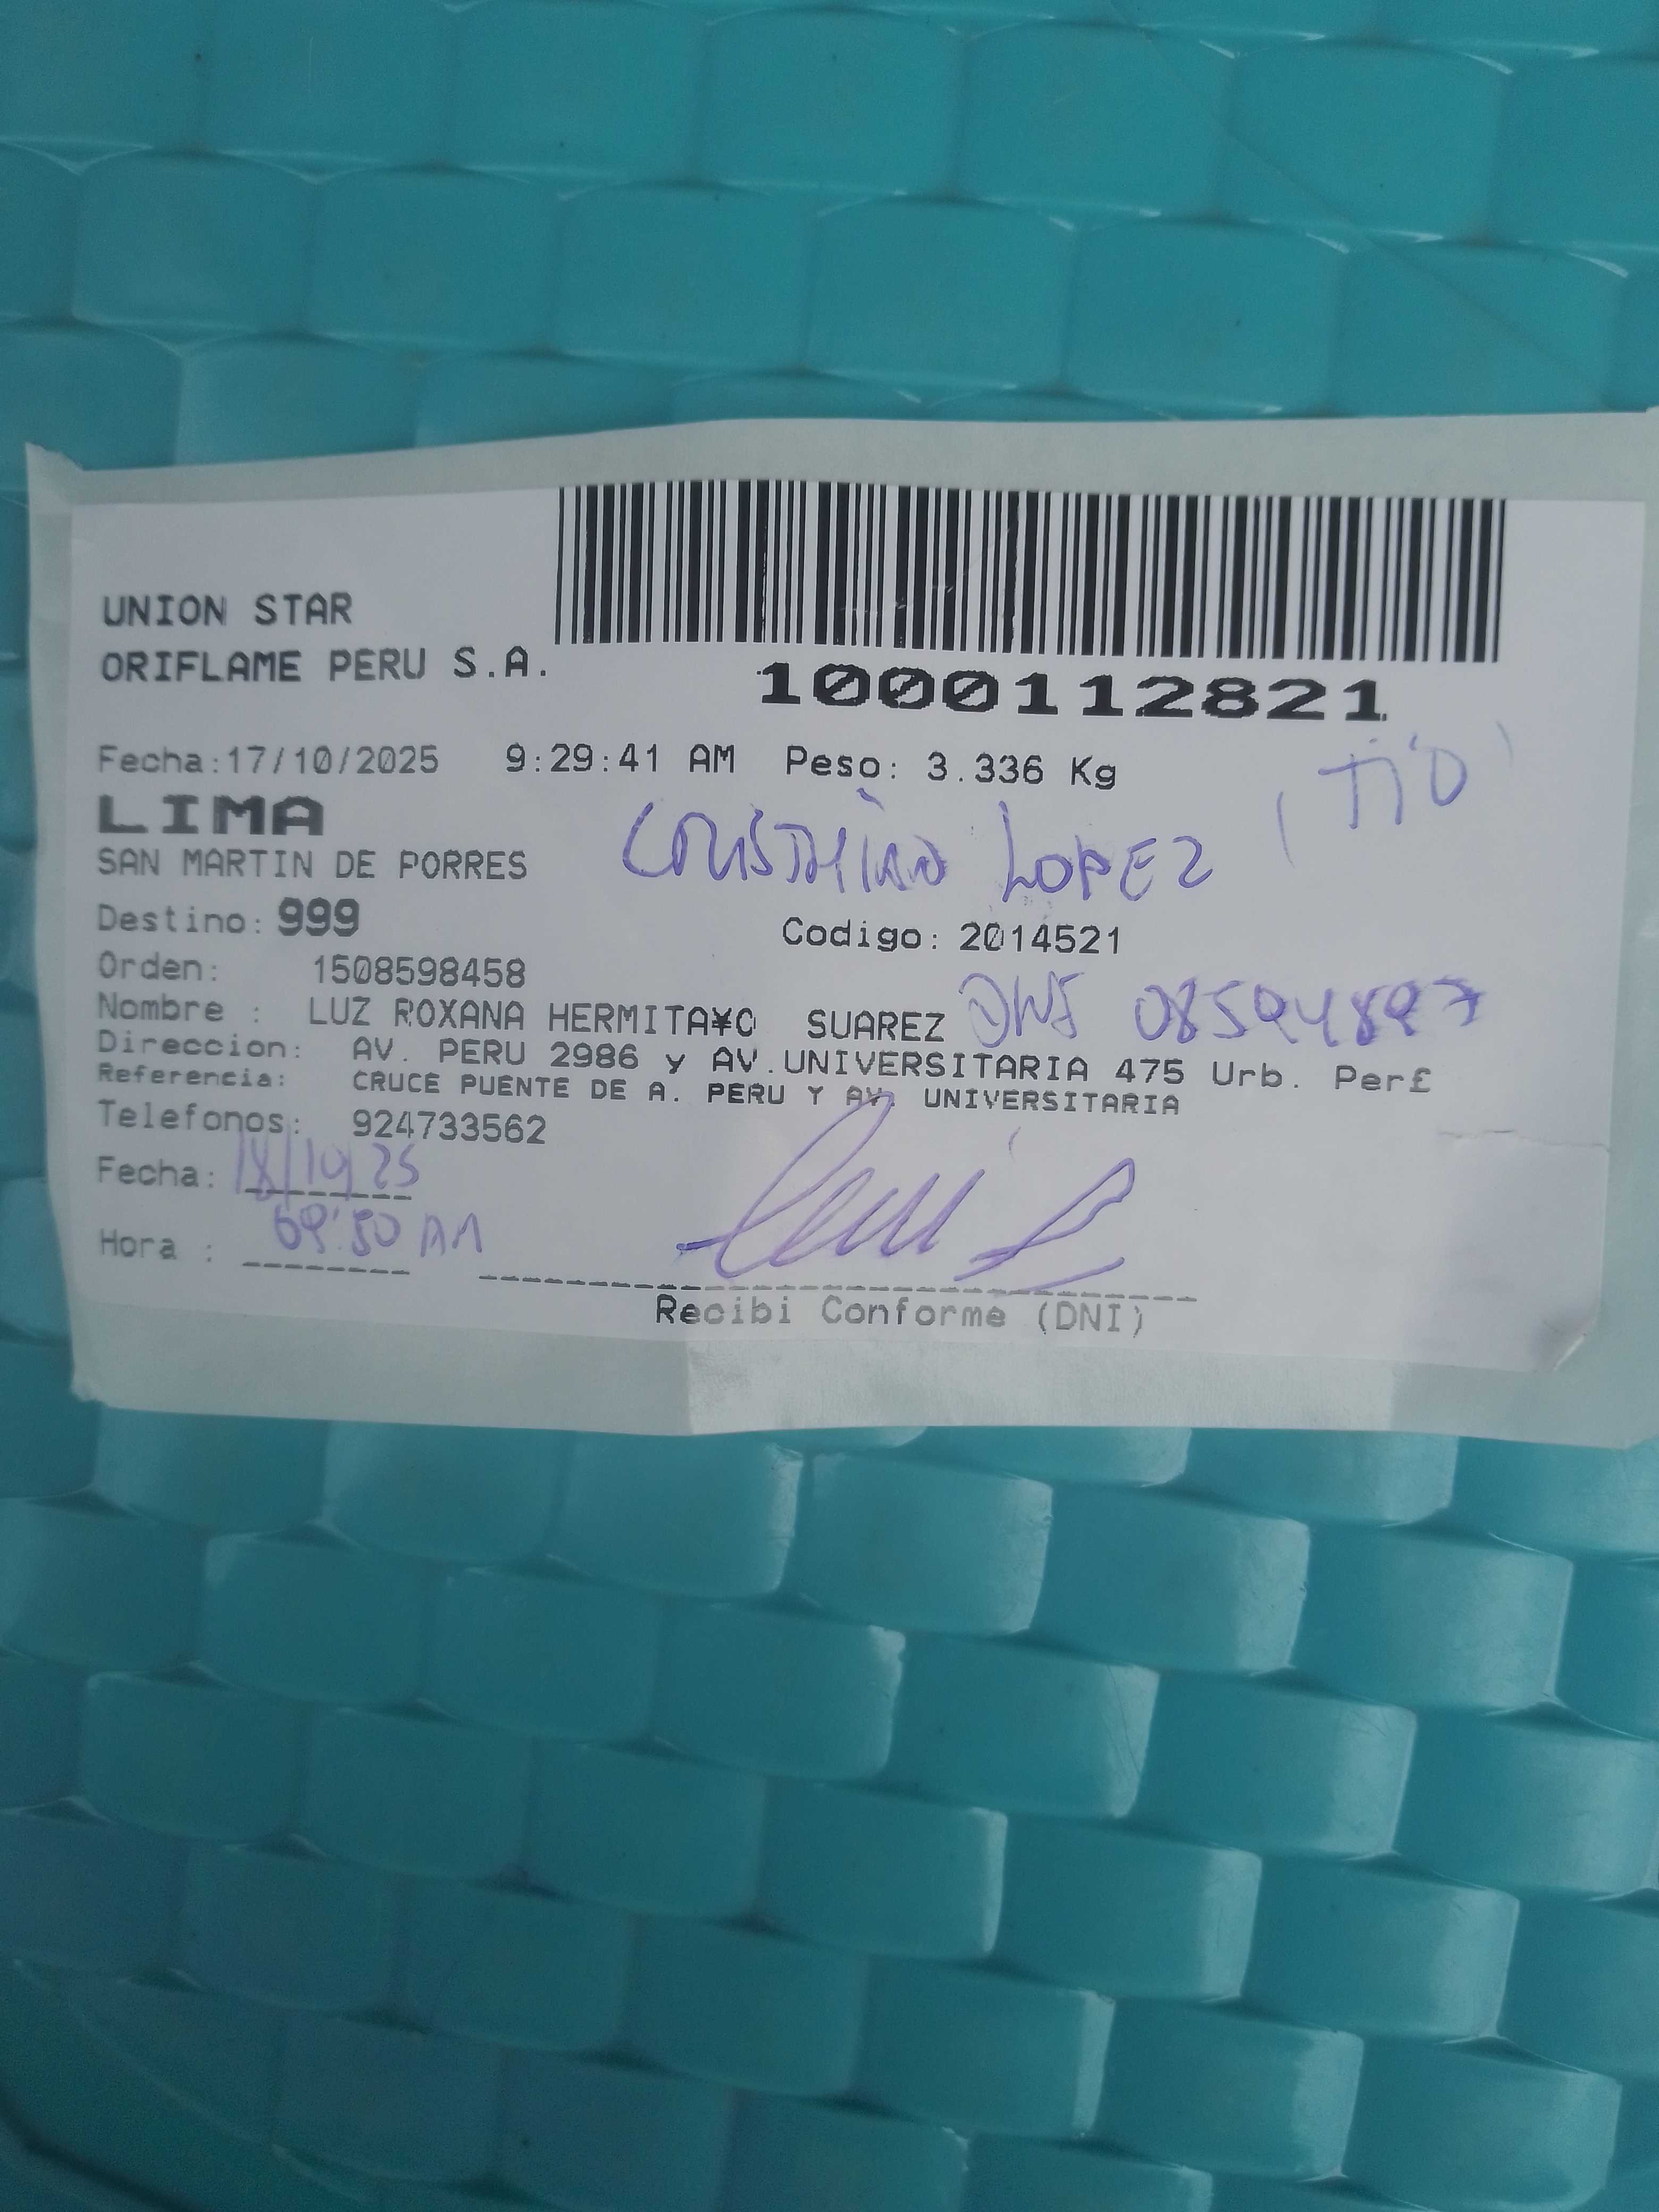 UNION STAR
ORIFLAME PERU S.A.
1000112821
Fecha:17/10/2025 9:29:41 AM Peso: 3.336 Kg
(TIO)
LIMA
SAN MARTIN DE PORRES
LOPEZ
Destino: 999 Codigo: 2014521
Orden: 1508598458
Nombre : LUZ ROXANA HERMITA¥O SUAREZ DNI
Direccion: AV. PERU 2986 y AV.UNIVERSITARIA 475 Urb. Per£
Referencia: CRUCE PUENTE DE A. PERU Y AV. UNIVERSITARIA
Telefonos: 924733562
Fecha: 18/10/25
Hora : 09:50 AM
Recibi Conforme (DNI)